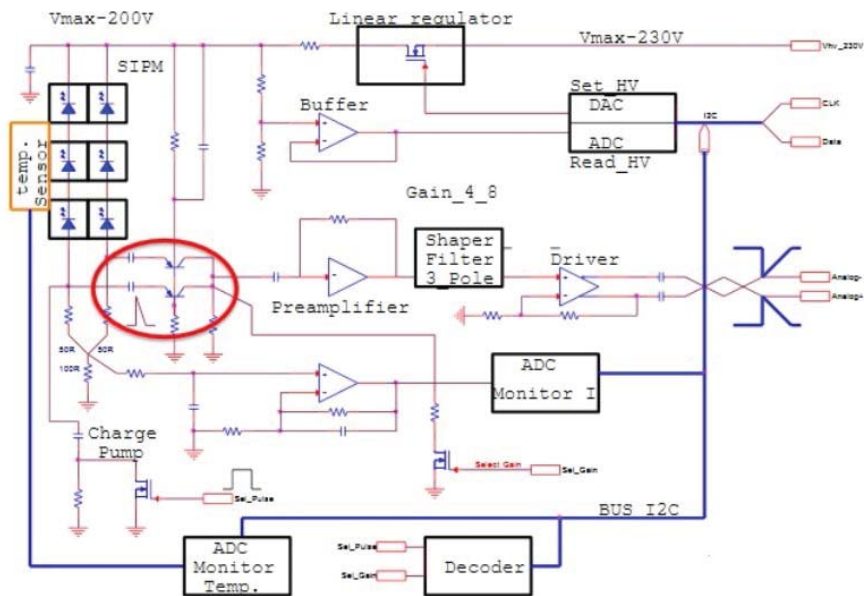 Vmax-200V
Linear regulator
Vmax-230V
Vhv_230V
SIPM
Set_HV
DAC
ADC
Read_HV
Buffer
I2C
CLK
Data
temp.
Sensor
Gain_4_8
Shaper
Filter
3_Pole
Driver
Preamplifier
Analog-
Analog+
50R
50R
100R
ADC
Monitor I
Charge
Pump
Sel_Pulse
Select Gain
Sel_Gain
BUS I2C
ADC
Monitor
Temp.
Sel_Pulse
Sel_Gain
Decoder